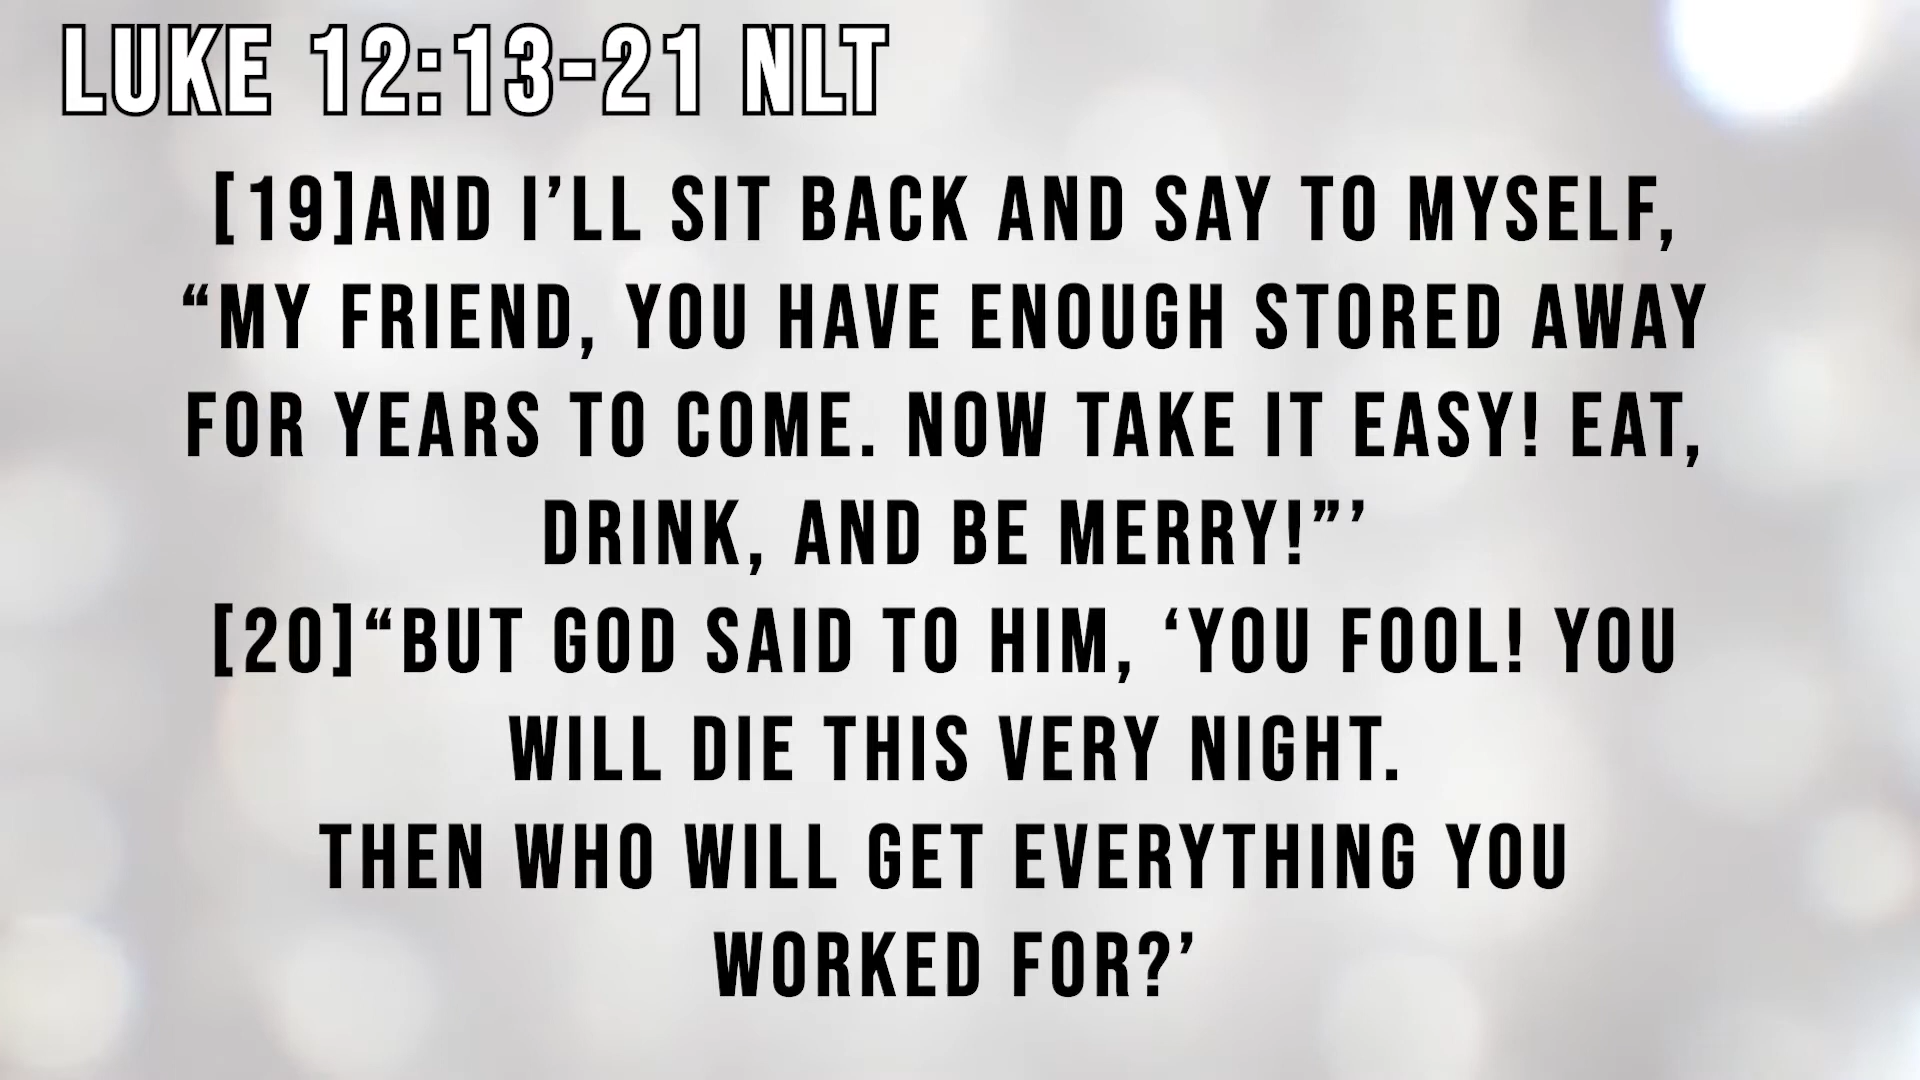 LUKE 12:13-21 NLT
[19]AND I’LL SIT BACK AND SAY TO MYSELF,
“MY FRIEND, YOU HAVE ENOUGH STORED AWAY
FOR YEARS TO COME. NOW TAKE IT EASY! EAT,
DRINK, AND BE MERRY!”’
[20]“BUT GOD SAID TO HIM, ‘YOU FOOL! YOU
WILL DIE THIS VERY NIGHT.
THEN WHO WILL GET EVERYTHING YOU
WORKED FOR?’